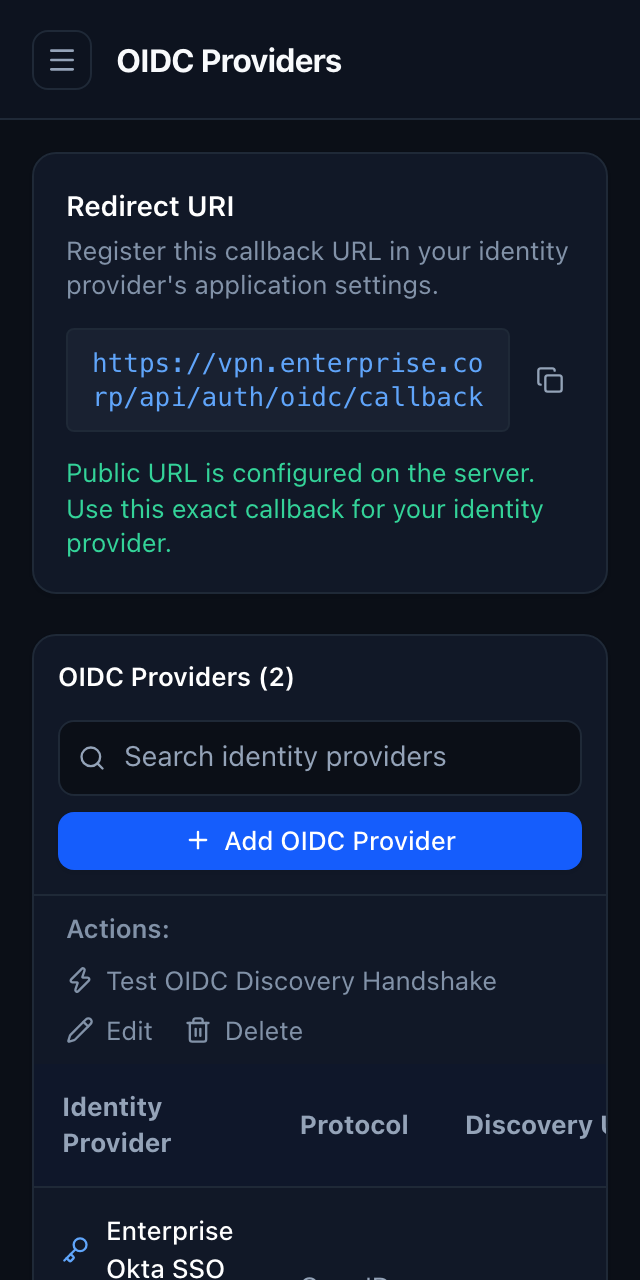 OIDC Providers
Redirect URI
Register this callback URL in your identity
provider's application settings.
https://vpn.enterprise.co
rp/api/auth/oidc/callback
Public URL is configured on the server.
Use this exact callback for your identity
provider.
OIDC Providers (2)
Search identity providers
Add OIDC Provider
Actions:
Test OIDC Discovery Handshake
Edit Delete
Identity
Provider
Protocol
Discovery
Enterprise
Okta SSO